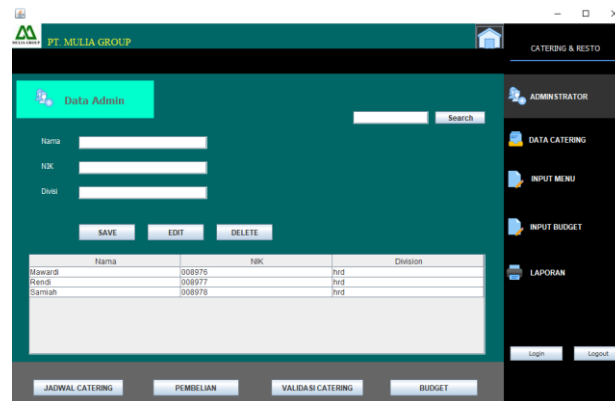 MULIA GROUP
PT. MULIA GROUP
CATERING & RESTO
Data Admin
Search
Nama
NIK
Divisi
SAVE EDIT DELETE
Nama NIK Division
Mawardi 008976 hrd
Rendi 008977 hrd
Samiah 008978 hrd
ADMINSTRATOR
DATA CATERING
INPUT MENU
INPUT BUDGET
LAPORAN
Login Logout
JADWAL CATERING PEMBELIAN VALIDASI CATERING BUDGET